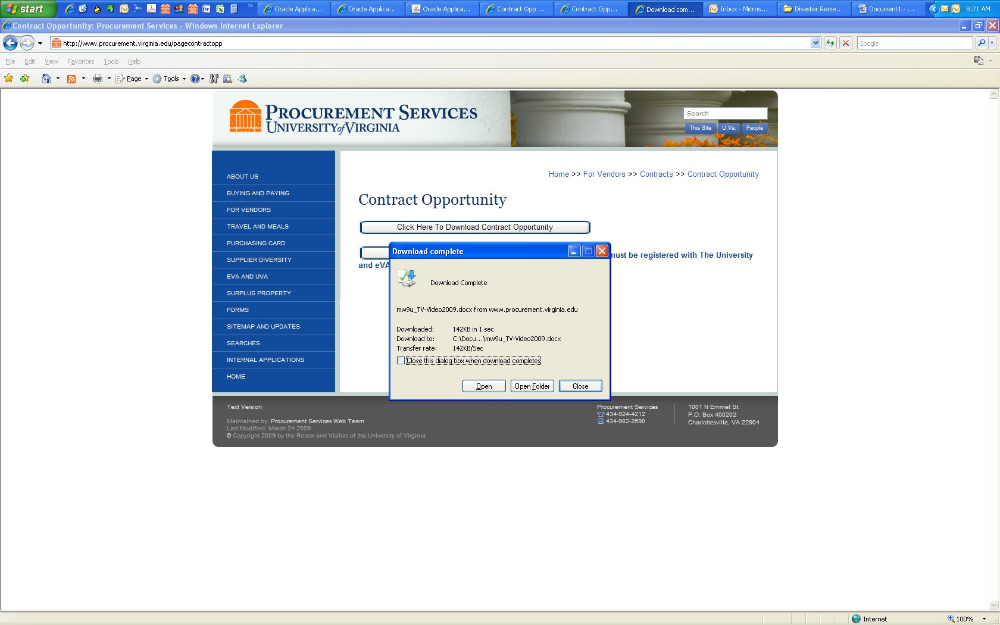 start
Oracle Applica...
Oracle Applica...
Oracle Applica...
Contract Opp ...
Contract Opp...
Download com...
Inbox - Micros...
Disaster Reme...
Document1 - ...
8:21 AM
Contract Opportunity: Procurement Services - Windows Internet Explorer
http://www.procurement.virginia.edu/pagecontractopp
Google
File Edit View Favorites Tools Help
Page Tools
PROCUREMENT SERVICES
UNIVERSITY of VIRGINIA
Search
This Site U.Va. People
ABOUT US
BUYING AND PAYING
FOR VENDORS
TRAVEL AND MEALS
PURCHASING CARD
SUPPLIER DIVERSITY
EVA AND UVA
SURPLUS PROPERTY
FORMS
SITEMAP AND UPDATES
SEARCHES
INTERNAL APPLICATIONS
HOME
Home >> For Vendors >> Contracts >> Contract Opportunity
Contract Opportunity
Click Here To Download Contract Opportunity
must be registered with The University
and eVA
Download complete
Download Complete
mw9u_TV-Video2009.docx from www.procurement.virginia.edu
Downloaded: 142KB in 1 sec
Download to: C:\Docu...\mw9u_TV-Video2009.docx
Transfer rate: 142KB/Sec
Close this dialog box when download completes
Open Open Folder Close
Text Version
Maintained by: Procurement Services Web Team
Last Modified: March 24 2009
© Copyright 2009 by the Rector and Visitors of the University of Virginia
Procurement Services
434-924-4212
434-982-2690
1001 N Emmet St.
P.O. Box 400202
Charlottesville, VA 22904
Internet
100%